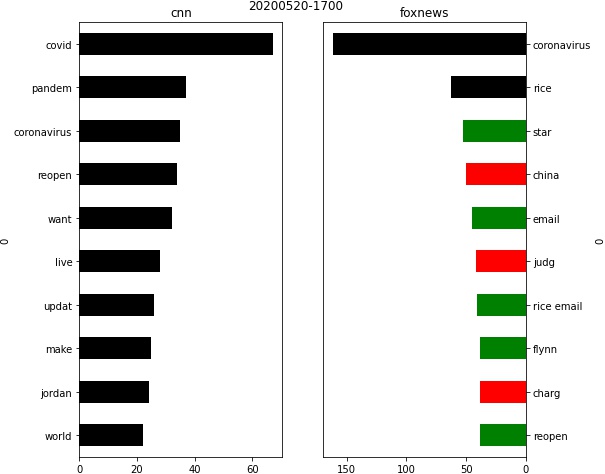 20200520-1700
cnn
foxnews
covid
pandem
coronavirus
reopen
want
live
updat
make
jordan
world
0
0 20 40 60
coronavirus
rice
star
china
email
judg
rice email
flynn
charg
reopen
0
150 100 50 0